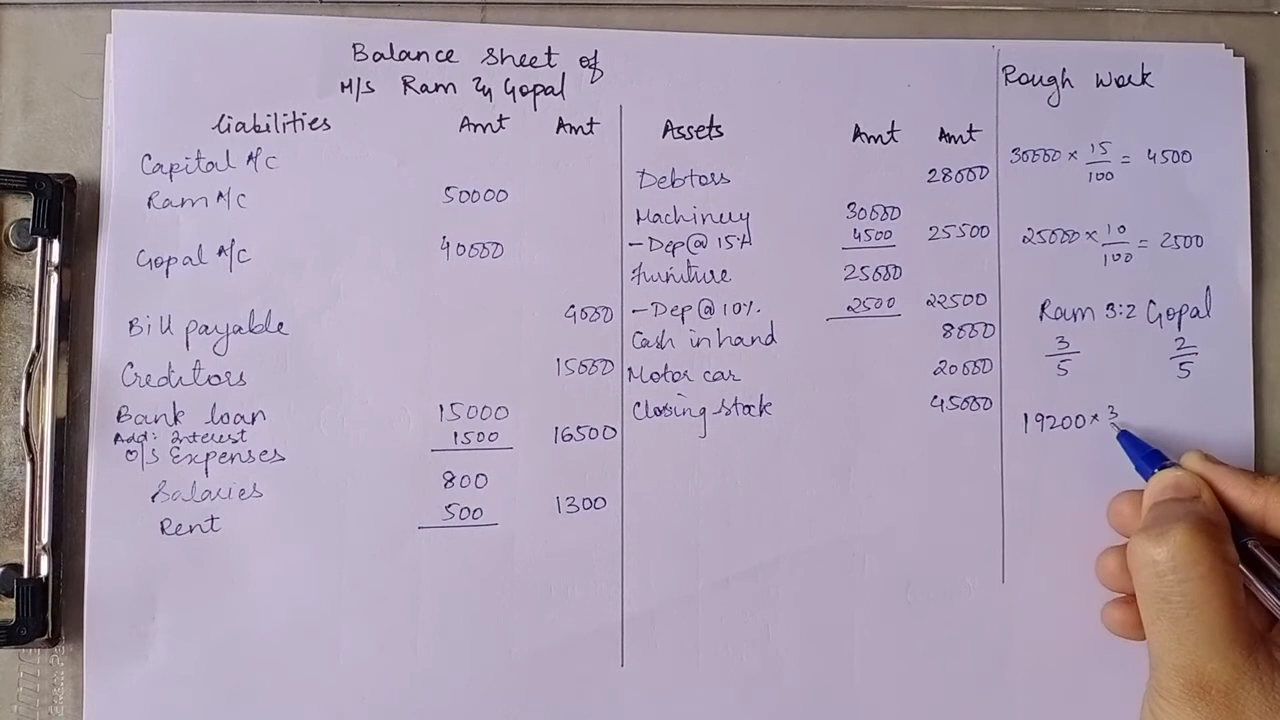 Balance Sheet of
M/S Ram & Gopal
Liabilities Amt Amt
Capital A/C
Ram A/C 50000
Gopal A/C 40000
Bill payable 9000
Creditors 15000
Bank loan 15000
Add: Interest 1500 16500
O/S Expenses
Salaries 800
Rent 500 1300
Assets Amt Amt
Debtors 28000
Machinery 30000
- Dep @ 15% 4500 25500
Furniture 25000
- Dep @ 10%. 2500 22500
Cash in hand 8000
Motor car 20000
Closing stock 45000
Rough Work
30000 × 15/100 = 4500
25000 × 10/100 = 2500
Ram 3:2 Gopal
3/5 2/5
19200 × 3